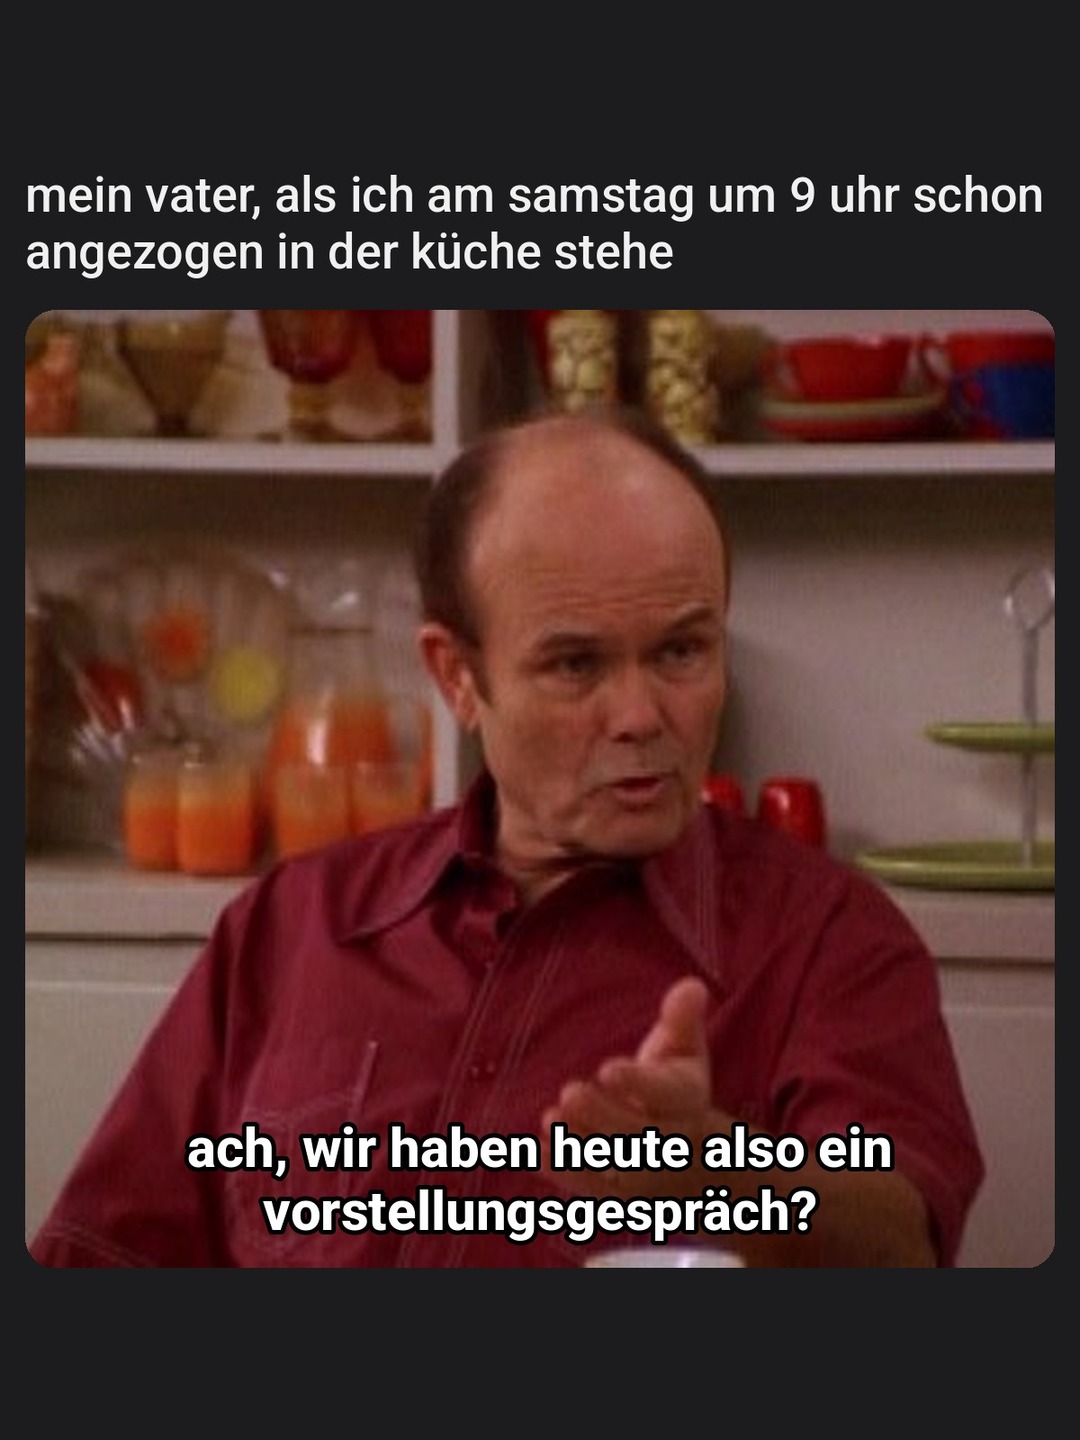 mein vater, als ich am samstag um 9 uhr schon
angezogen in der küche stehe
ach, wir haben heute also ein
vorstellungsgespräch?